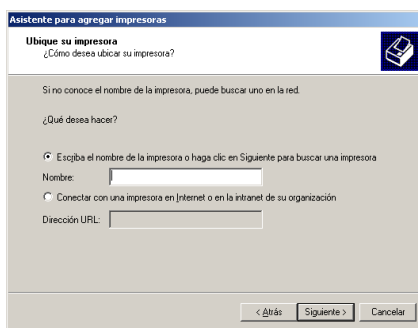 Asistente para agregar impresoras
Ubique su impresora
¿Cómo desea ubicar su impresora?
Si no conoce el nombre de la impresora, puede buscar uno en la red.
¿Qué desea hacer?
Escriba el nombre de la impresora o haga clic en Siguiente para buscar una impresora
Nombre:
Conectar con una impresora en Internet o en la intranet de su organización
Dirección URL:
< Atrás Siguiente > Cancelar